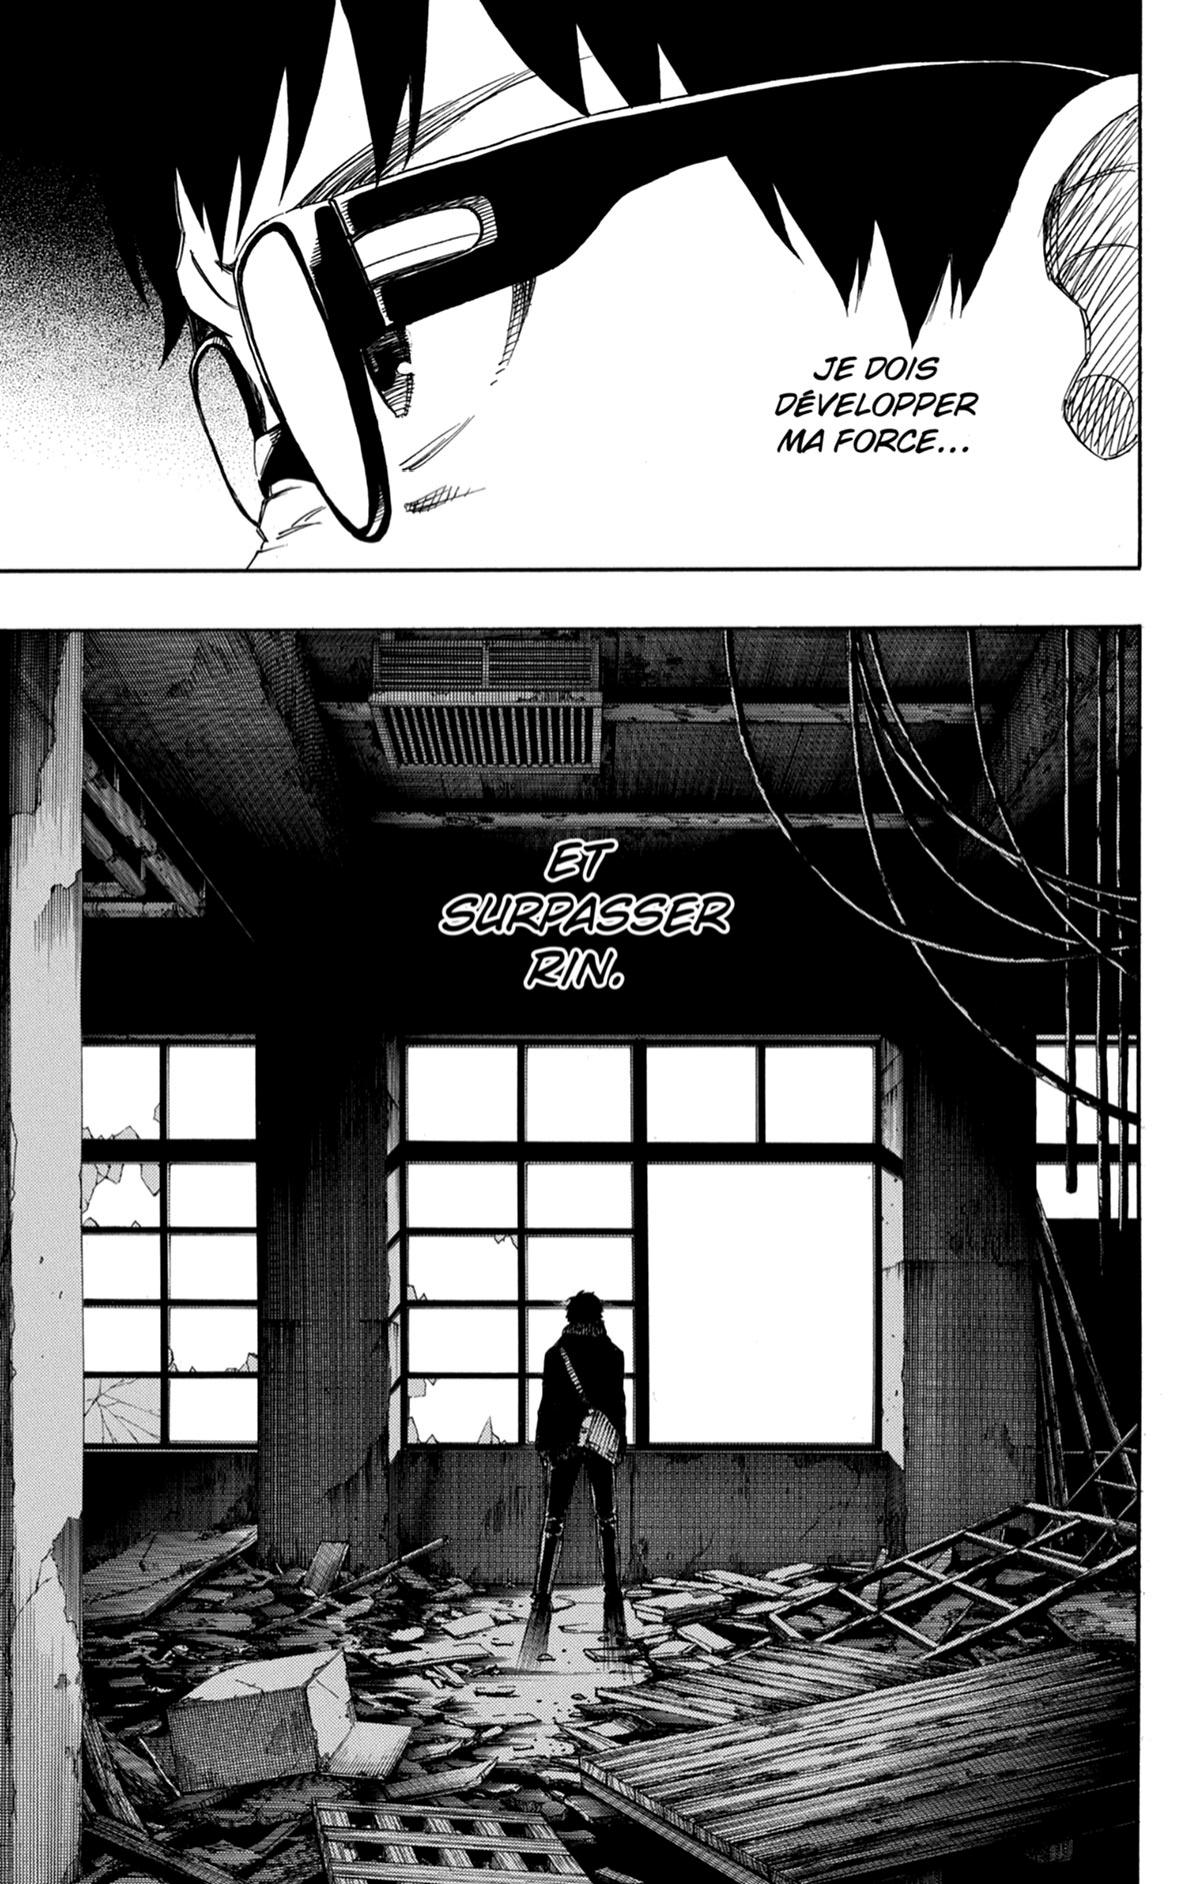 JE DOIS
DÉVELOPPER
MA FORCE...
ET
SURPASSER
RIN.